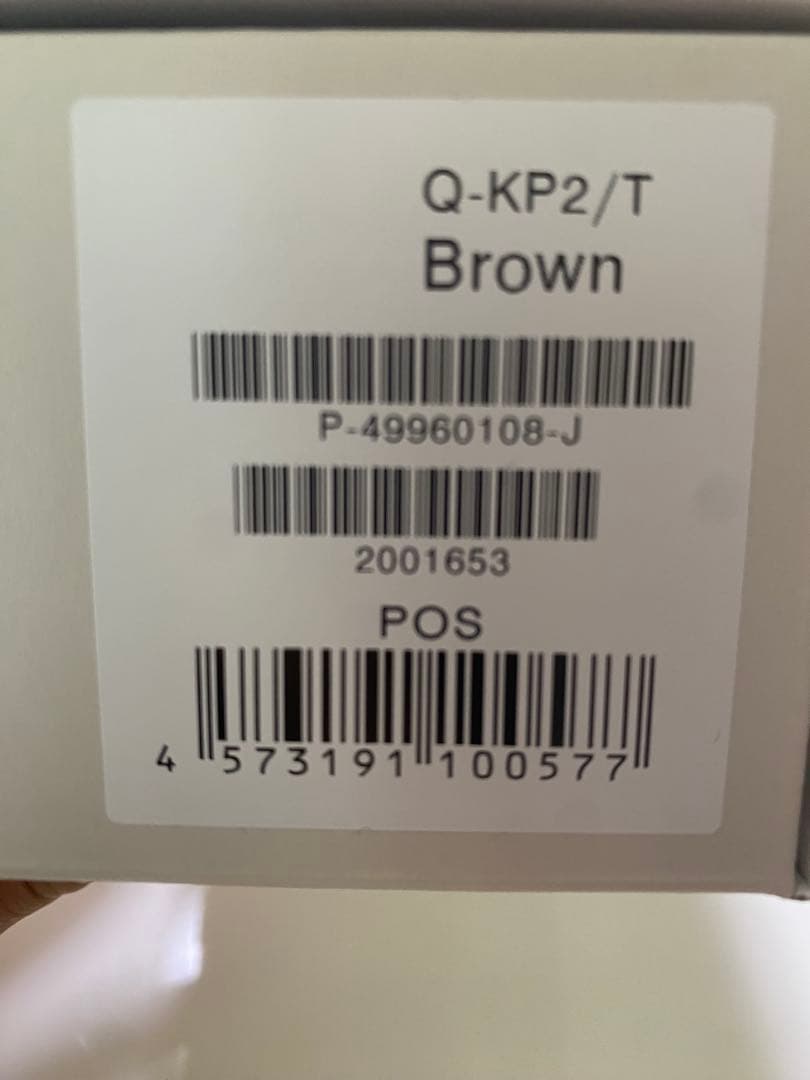 Q-KP2/T
Brown
P-49960108-J
2001653
POS
4 573191 100577